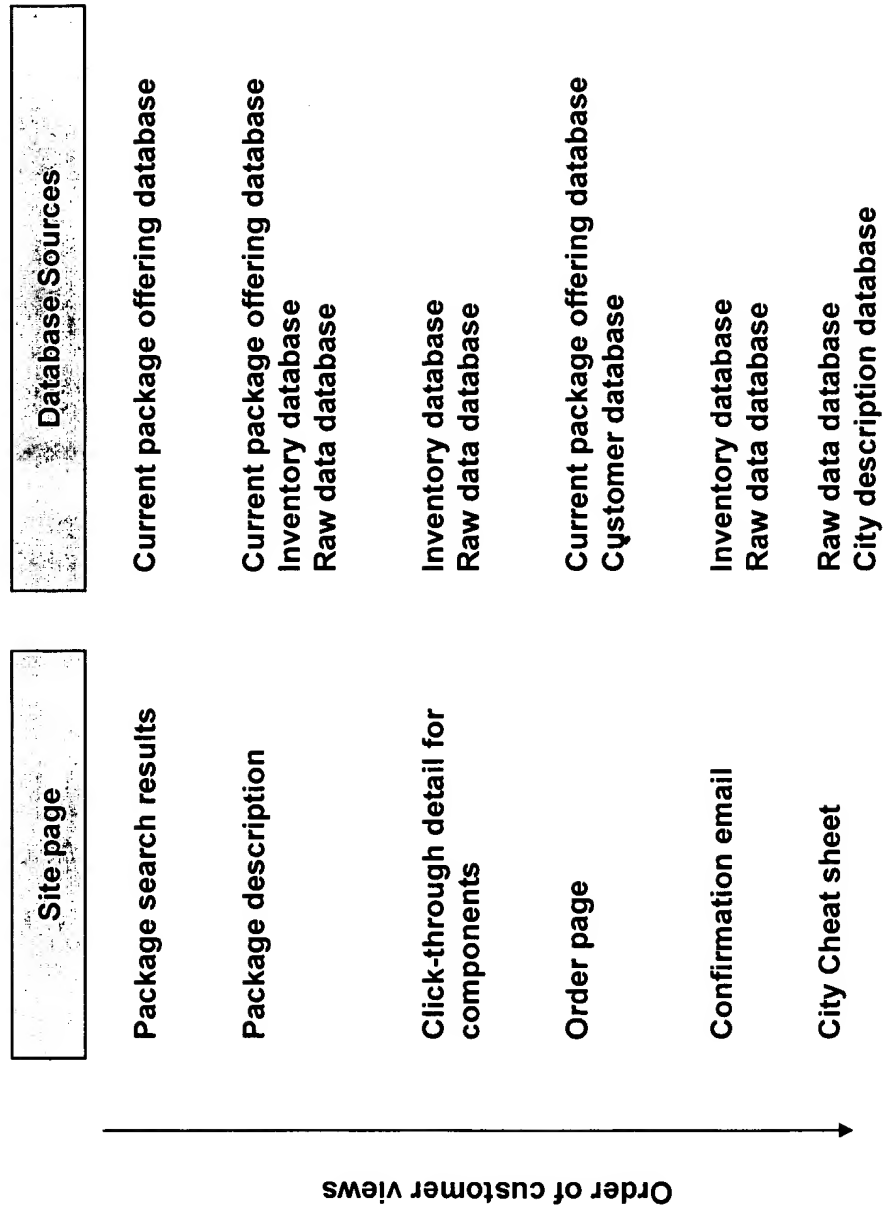 Site page
Database Sources
Package search results
Current package offering database
Package description
Current package offering database
Inventory database
Raw data database
Click-through detail for
components
Inventory database
Raw data database
Order page
Current package offering database
Customer database
Confirmation email
Inventory database
Raw data database
City Cheat sheet
Raw data database
City description database
Order of customer views